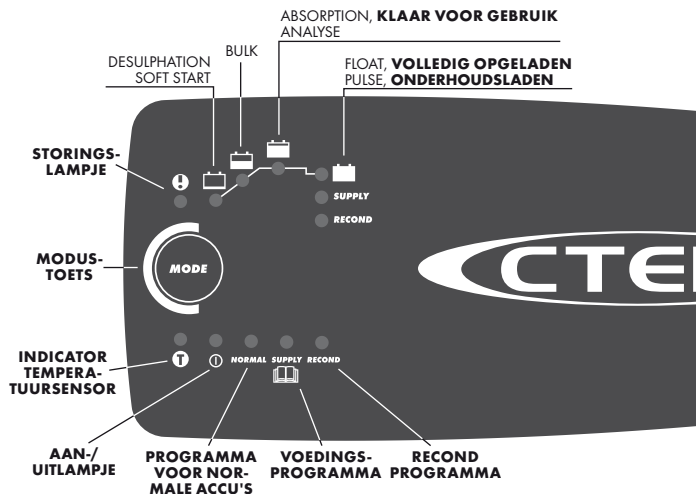 ABSORPTION, KLAAR VOOR GEBRUIK
ANALYSE
BULK
DESULPHATION
SOFT START
FLOAT, VOLLEDIG OPGELADEN
PULSE, ONDERHOUDSLADEN
STORINGS-
LAMPJE
SUPPLY
RECOND
MODUS-
TOETS
MODE
CTE
INDICATOR
TEMPERA-
TUURSENSOR
T
NORMAL SUPPLY RECOND
AAN-/
UITLAMPJE
PROGRAMMA
VOOR NOR-
MALE ACCU'S
VOEDINGS-
PROGRAMMA
RECOND
PROGRAMMA